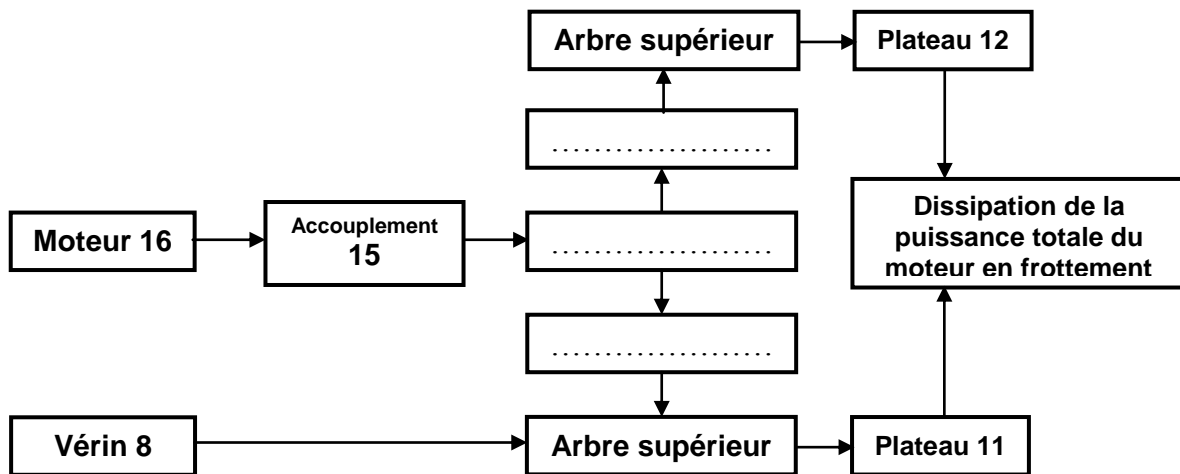 Arbre supérieur
Plateau 12
.....................
Moteur 16
Accouplement
15
.....................
Dissipation de la
puissance totale du
moteur en frottement
.....................
Vérin 8
Arbre supérieur
Plateau 11